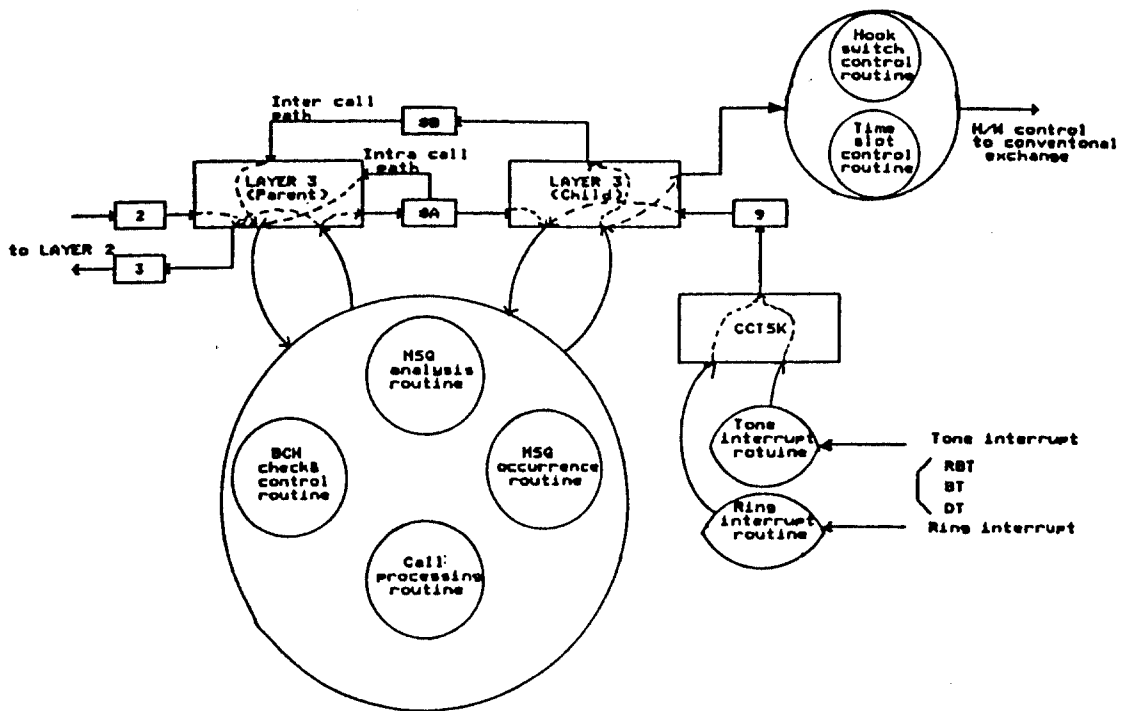 Hook
switch
control
routine
Time
slot
control
routine
H/W control
to conventonal
exchange
Inter call
path
8B
Intra call
path
LAYER 3
(Parent)
LAYER 3
(Child)
2
8A
9
to LAYER 2
3
CCTSK
MSG
analysis
routine
BCH
check&
control
routine
MSG
occurrence
routine
Call
processing
routine
Tone
interrupt
rotuine
Tone interrupt
RBT
BT
DT
Ring
interrupt
routine
Ring interrupt